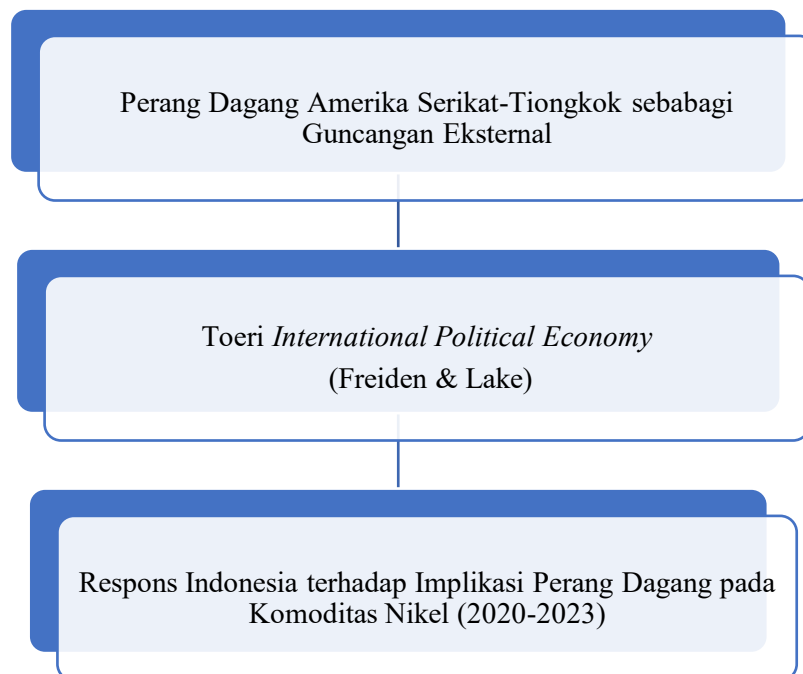 Perang Dagang Amerika Serikat-Tiongkok sebabagi
Guncangan Eksternal
Toeri International Political Economy
(Freiden & Lake)
Respons Indonesia terhadap Implikasi Perang Dagang pada
Komoditas Nikel (2020-2023)